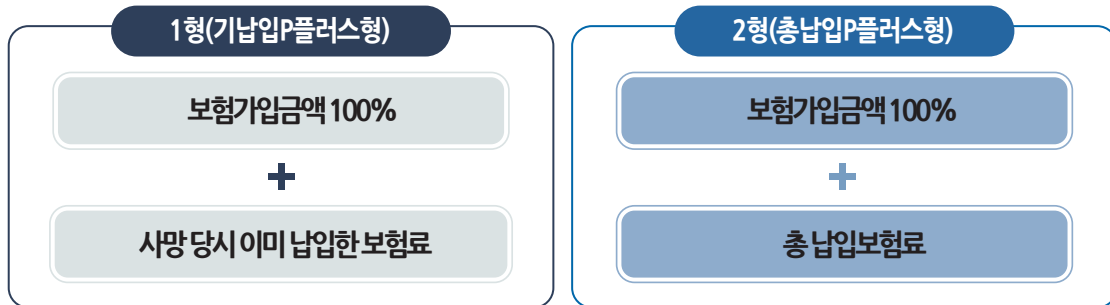 1형(기납입P플러스형)
보험가입금액 100%
+
사망 당시 이미 납입한 보험료
2형(총납입P플러스형)
보험가입금액 100%
+
총 납입보험료